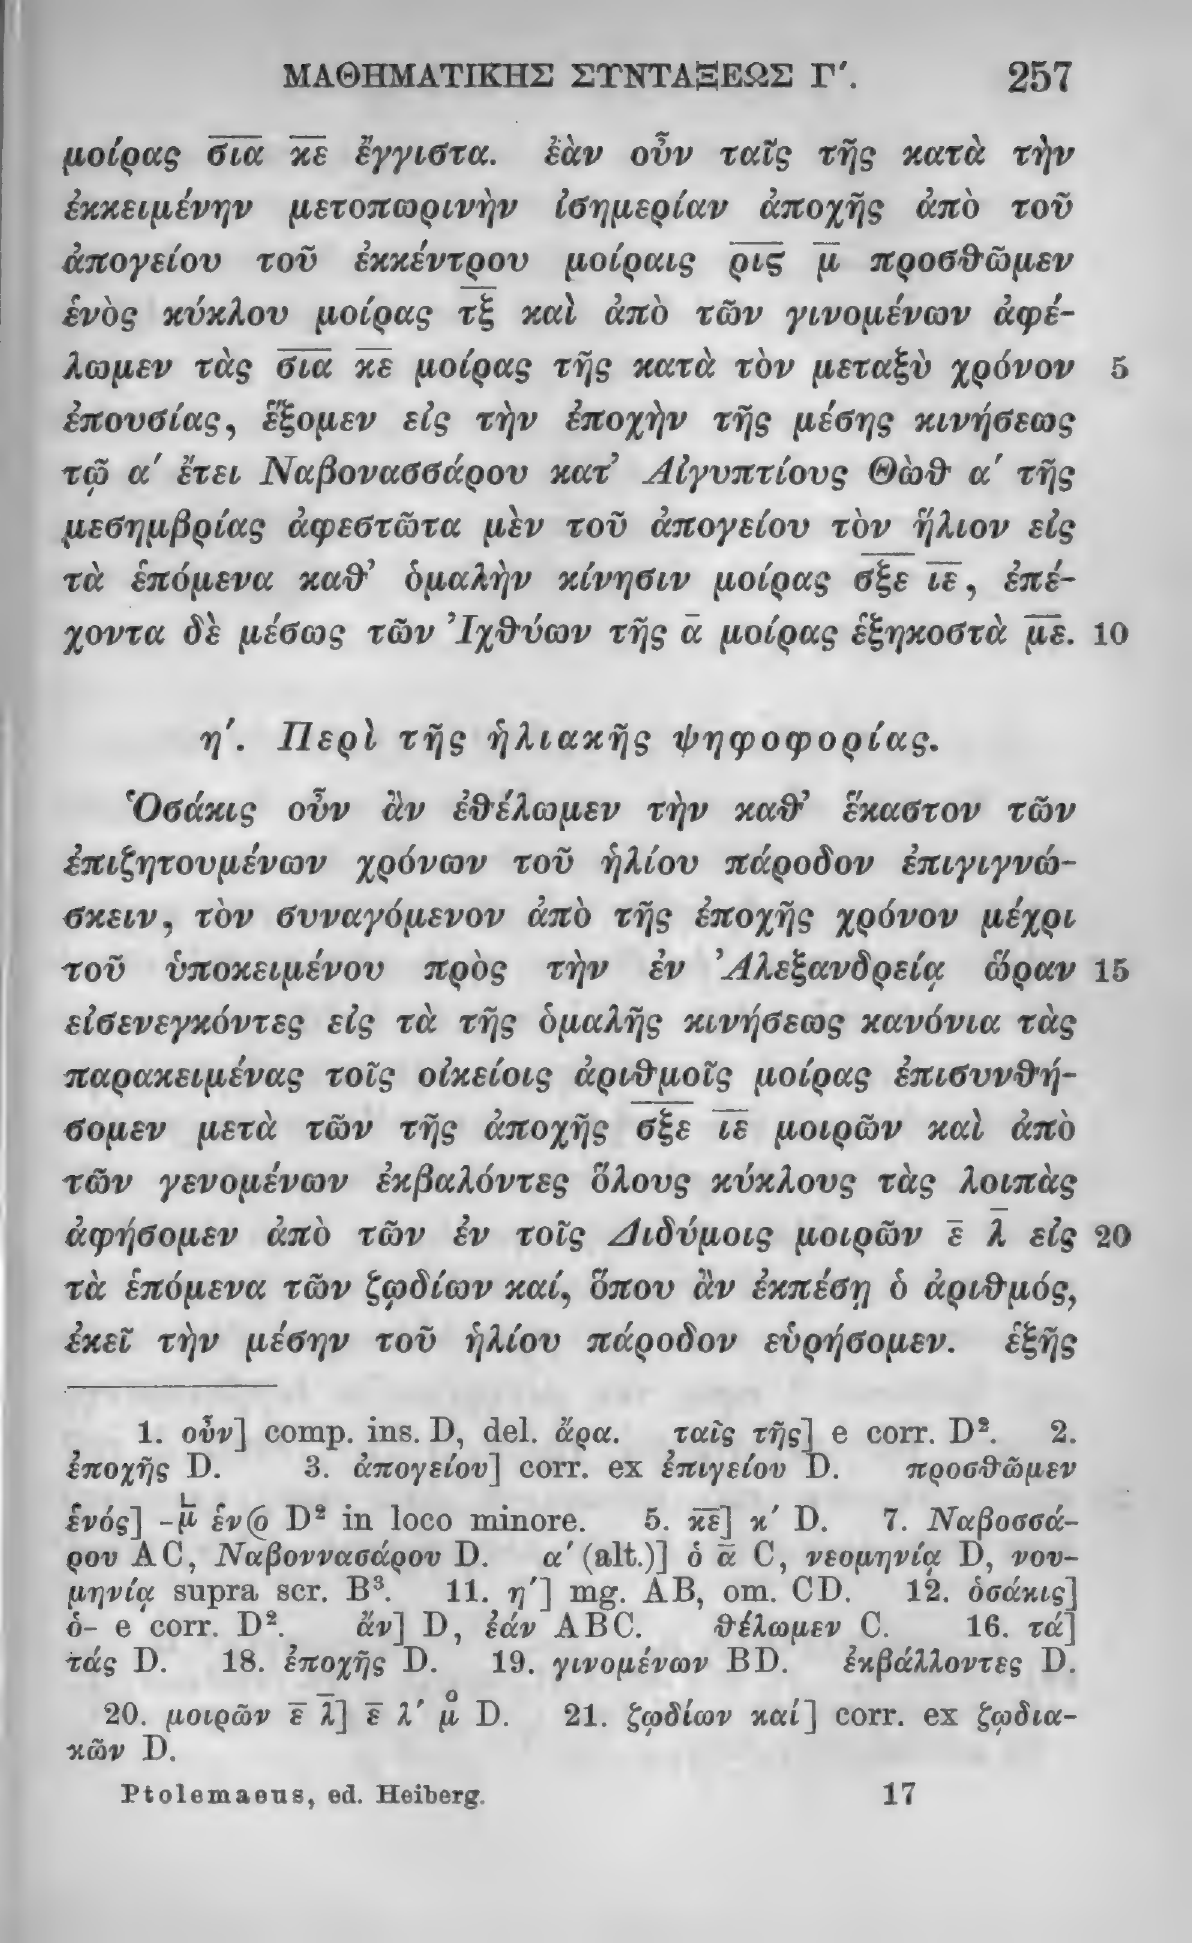 ΜΑΘΗΜΑΤΙΚΗΣ ΣΥΝΤΑΞΕΩΣ Γʹ. 257
μοίρας σ̅ι̅α̅ κ̅ε̅ ἔγγιστα. ἐὰν οὖν ταῖς τῆς κατὰ τὴν
ἐκκειμένην μετοπωρινὴν ἰσημερίαν ἀποχῆς ἀπὸ τοῦ
ἀπογείου τοῦ ἐκκέντρου μοίραις ρ̅ι̅ϛ̅ μ̅ προσθῶμεν
ἑνὸς κύκλου μοίρας τ̅ξ̅ καὶ ἀπὸ τῶν γινομένων ἀφέ-
λωμεν τὰς σ̅ι̅α̅ κ̅ε̅ μοίρας τῆς κατὰ τὸν μεταξὺ χρόνον 5
ἐπουσίας, ἕξομεν εἰς τὴν ἐποχὴν τῆς μέσης κινήσεως
τῷ αʹ ἔτει Ναβονασσάρου κατ’ Αἰγυπτίους Θὼθ αʹ τῆς
μεσημβρίας ἀφεστῶτα μὲν τοῦ ἀπογείου τὸν ἥλιον εἰς
τὰ ἑπόμενα καθ’ ὁμαλὴν κίνησιν μοίρας σ̅ξ̅ε̅ ι̅ε̅, ἐπέ-
χοντα δὲ μέσως τῶν Ἰχθύων τῆς α̅ μοίρας ἑξηκοστὰ μ̅ε̅. 10
ηʹ. Περὶ τῆς ἡλιακῆς ψηφοφορίας.
Ὁσάκις οὖν ἂν ἐθέλωμεν τὴν καθ’ ἕκαστον τῶν
ἐπιζητουμένων χρόνων τοῦ ἡλίου πάροδον ἐπιγιγνώ-
σκειν, τὸν συναγόμενον ἀπὸ τῆς ἐποχῆς χρόνον μέχρι
τοῦ ὑποκειμένου πρὸς τὴν ἐν Ἀλεξανδρείᾳ ὥραν 15
εἰσενεγκόντες εἰς τὰ τῆς ὁμαλῆς κινήσεως κανόνια τὰς
παρακειμένας τοῖς οἰκείοις ἀριθμοῖς μοίρας ἐπισυνθή-
σομεν μετὰ τῶν τῆς ἀποχῆς σ̅ξ̅ε̅ ι̅ε̅ μοιρῶν καὶ ἀπὸ
τῶν γενομένων ἐκβαλόντες ὅλους κύκλους τὰς λοιπὰς
ἀφήσομεν ἀπὸ τῶν ἐν τοῖς Διδύμοις μοιρῶν ε̅ λ̅ εἰς 20
τὰ ἑπόμενα τῶν ζῳδίων καί, ὅπου ἂν ἐκπέσῃ ὁ ἀριθμός,
ἐκεῖ τὴν μέσην τοῦ ἡλίου πάροδον εὑρήσομεν. ἑξῆς
1. οὖν] comp. ins. D, del. ἄρα. ταῖς τῆς] e corr. D². 2.
ἐποχῆς D. 3. ἀπογείου] corr. ex ἐπιγείου D. προσθῶμεν
ἑνός] D² in loco minore. 5. κ̅ε̅] κʹ D. 7. Ναβοσσά-
ρου AC, Ναβοννασάρου D. αʹ (alt.)] ὁ α̅ C, νεομηνίᾳ D, νου-
μηνίᾳ supra scr. B³. 11. ηʹ] mg. AB, om. CD. 12. ὁσάκις]
ὁ- e corr. D². ἄν] D, ἐάν ABC. θέλωμεν C. 16. τά]
τάς D. 18. ἐποχῆς D. 19. γινομένων BD. ἐκβάλλοντες D.
20. μοιρῶν ε̅ λ̅] ε̅ λʹ μͦ D. 21. ζῳδίων καί] corr. ex ζῳδια-
κῶν D.
Ptolemaeus, ed. Heiberg. 17